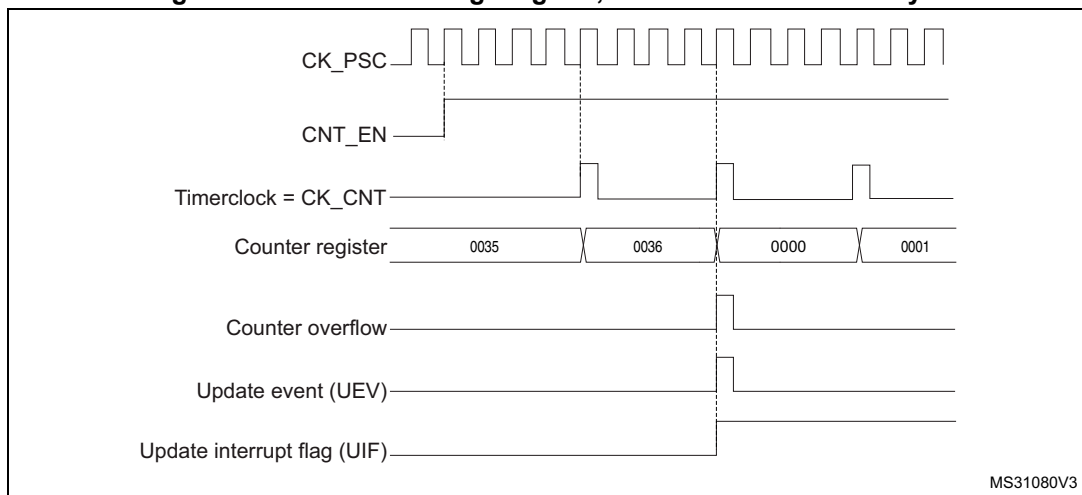 CK_PSC
CNT_EN
Timerclock = CK_CNT
Counter register
0035 0036 0000 0001
Counter overflow
Update event (UEV)
Update interrupt flag (UIF)
MS31080V3